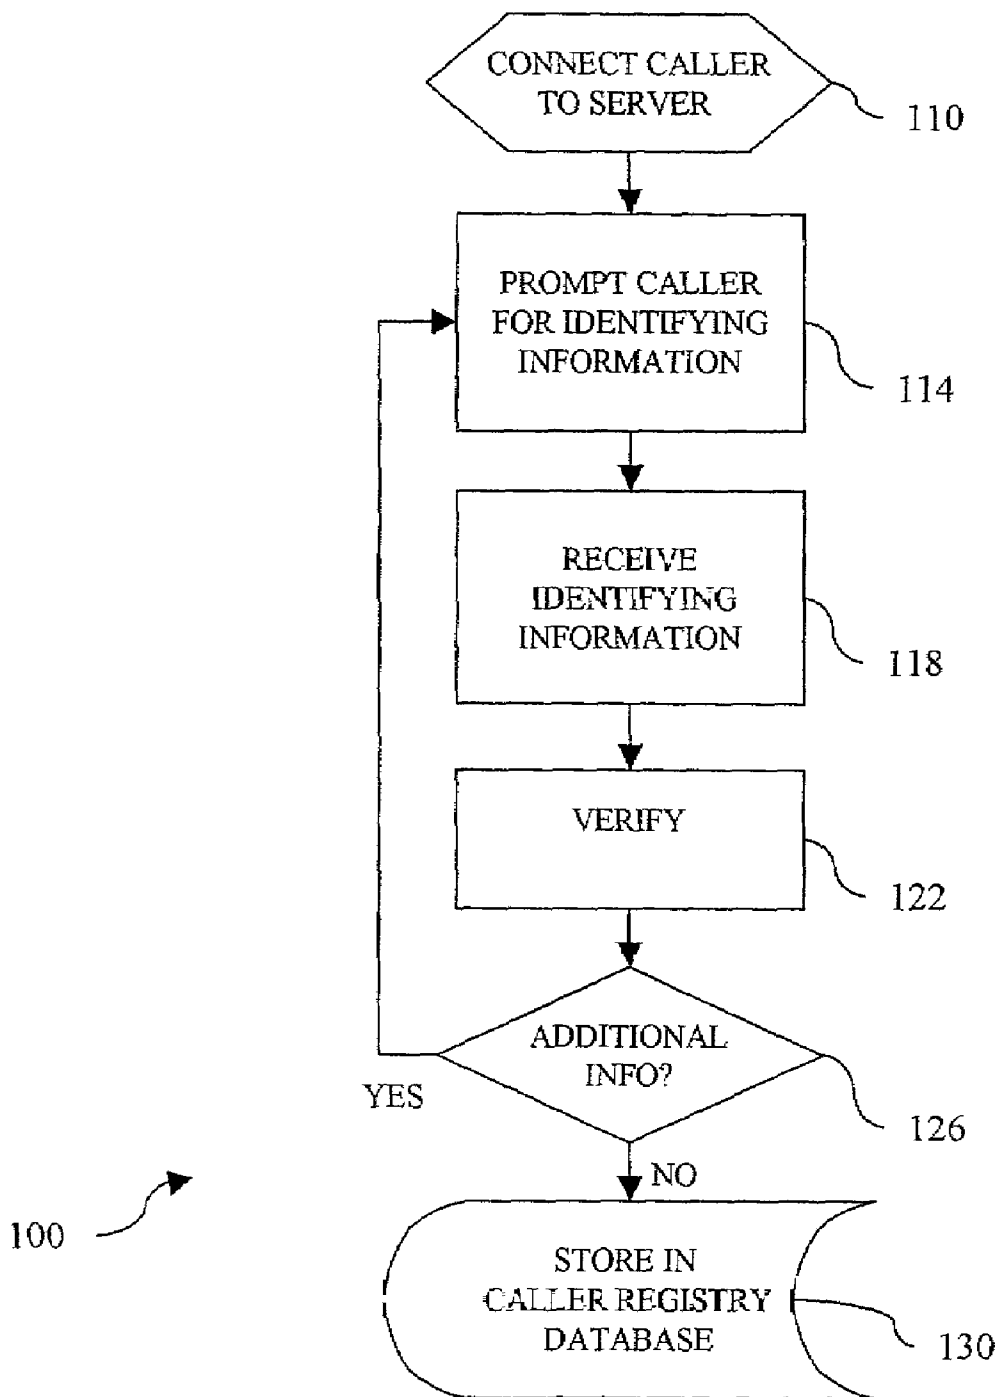 CONNECT CALLER
TO SERVER
110
PROMPT CALLER
FOR IDENTIFYING
INFORMATION
114
RECEIVE
IDENTIFYING
INFORMATION
118
VERIFY
122
ADDITIONAL
INFO?
YES
126
NO
100
STORE IN
CALLER REGISTRY
DATABASE
130